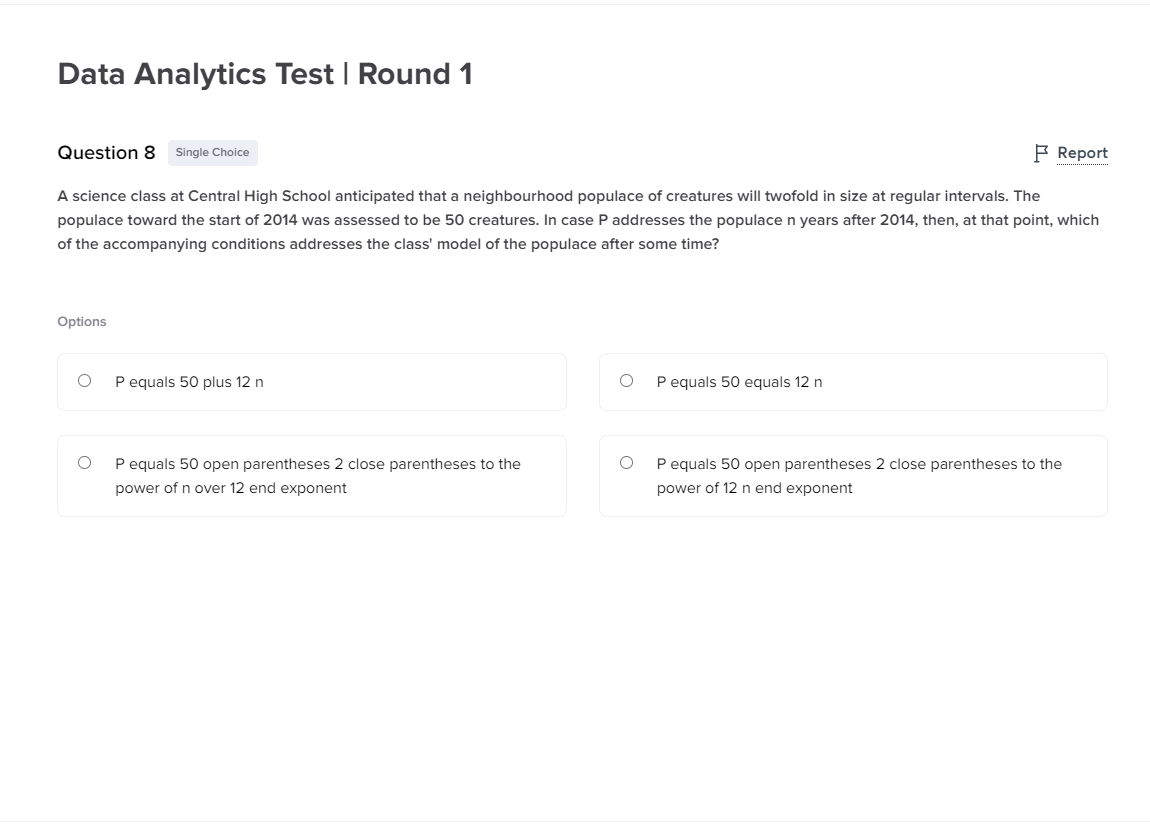 Data Analytics Test | Round 1
Question 8 Single Choice Report
A science class at Central High School anticipated that a neighbourhood populace of creatures will twofold in size at regular intervals. The
populace toward the start of 2014 was assessed to be 50 creatures. In case P addresses the populace n years after 2014, then, at that point, which
of the accompanying conditions addresses the class' model of the populace after some time?
Options
P equals 50 plus 12 n
P equals 50 equals 12 n
P equals 50 open parentheses 2 close parentheses to the
power of n over 12 end exponent
P equals 50 open parentheses 2 close parentheses to the
power of 12 n end exponent